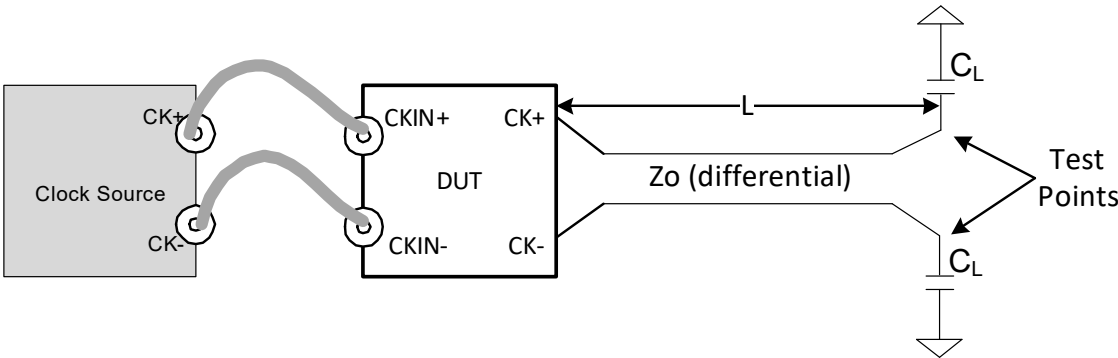 CK+
CKIN+
CK+
L
CL
Clock Source
DUT
Zo (differential)
Test
Points
CK-
CKIN-
CK-
CL